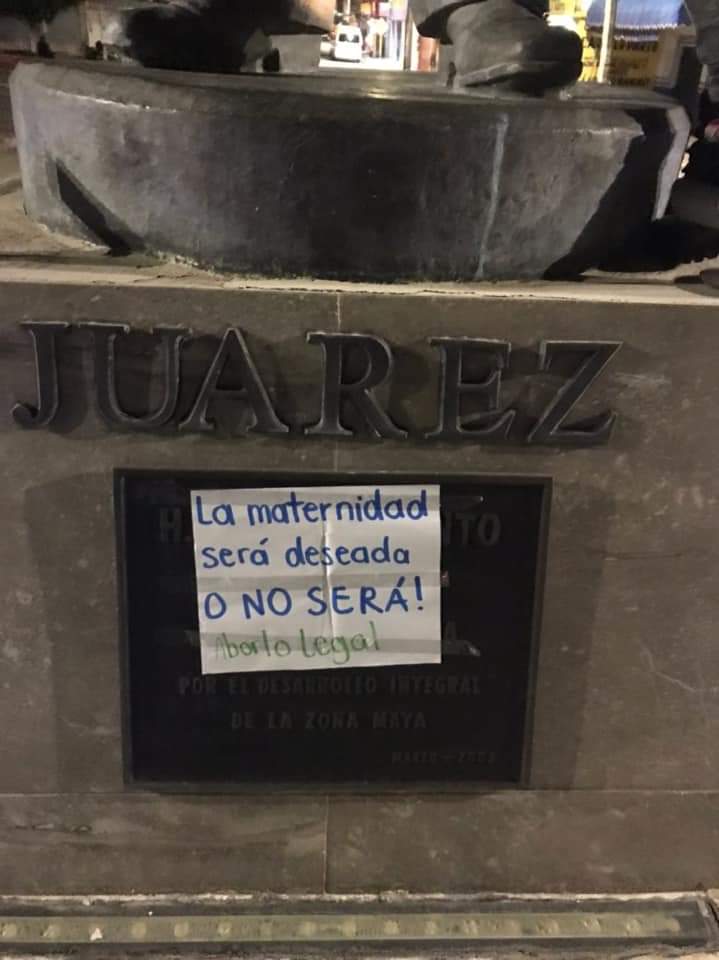 JUAREZ
La maternidad
será deseada
O NO SERÁ!
Aborto Legal
POR EL DESARROLLO INTEGRAL
DE LA ZONA MAYA